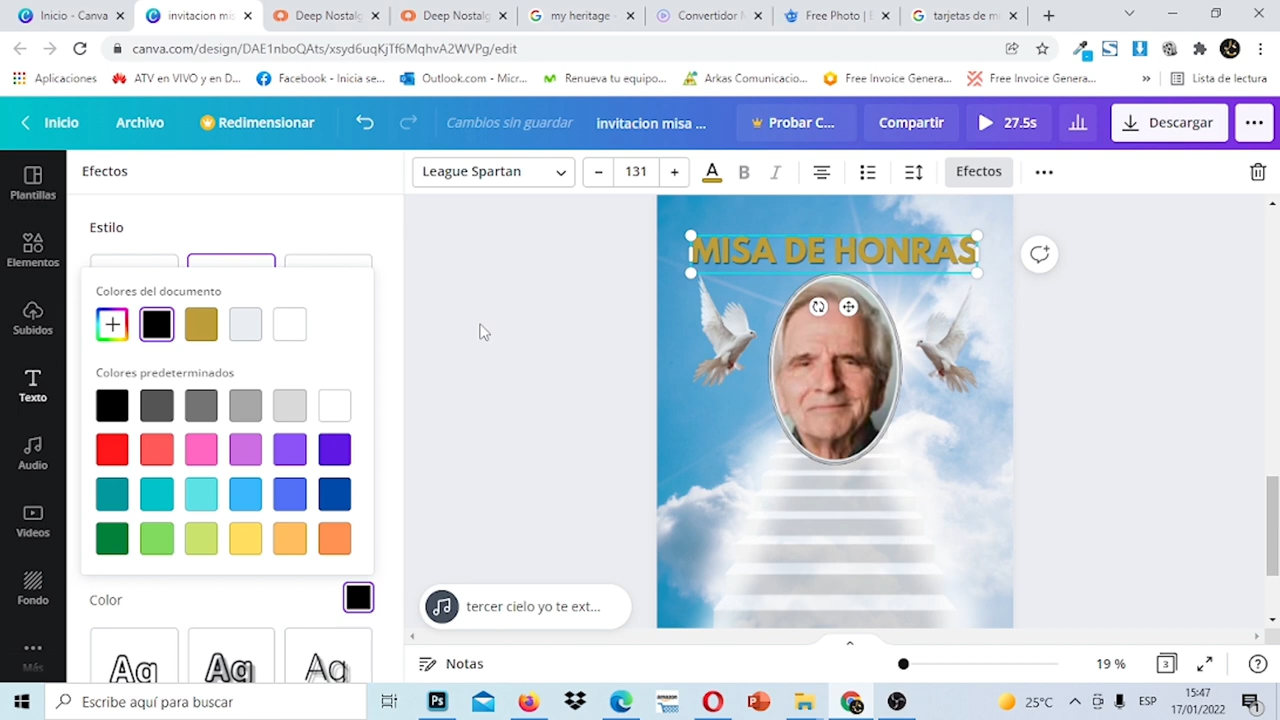 Inicio - Canva
invitacion mis
Deep Nostalg
Deep Nostalg
my heritage -
Convertidor M
Free Photo | E
tarjetas de m
canva.com/design/DAE1nboQAts/xsyd6uqKjTf6MqhvA2WVPg/edit
Aplicaciones
ATV en VIVO y en D...
Facebook - Inicia se...
Outlook.com - Micr...
Renueva tu equipo...
Arkas Comunicacio...
Free Invoice Genera...
Free Invoice Genera...
»
Lista de lectura
Inicio
Archivo
Redimensionar
Cambios sin guardar
invitacion misa ...
Probar C...
Compartir
27.5s
Descargar
Plantillas
Elementos
Subidos
Texto
Audio
Videos
Fondo
Más
Efectos
Estilo
Colores del documento
Colores predeterminados
Color
Ag
Ag
Ag
League Spartan
– 131 +
A
B
I
Efectos
MISA DE HONRAS
tercer cielo yo te ext...
Notas
19 %
3
Escribe aquí para buscar
Ps
25°C
ESP
15:47
17/01/2022